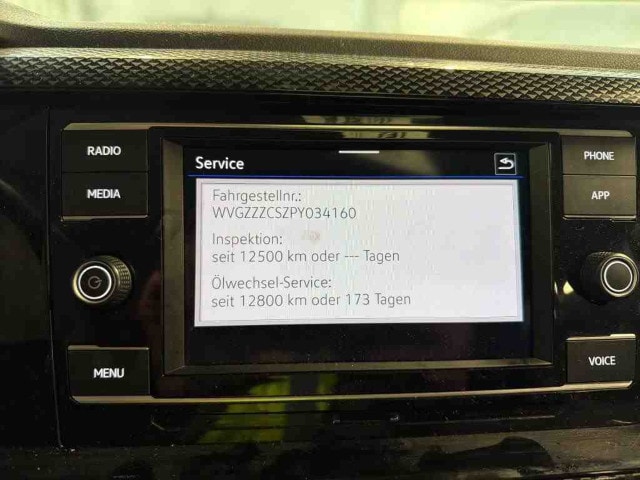 RADIO
MEDIA
MENU
Service
Fahrgestellnr.:
WVGZZZCSZPY034160
Inspektion:
seit 12500 km oder --- Tagen
Ölwechsel-Service:
seit 12800 km oder 173 Tagen
PHONE
APP
VOICE